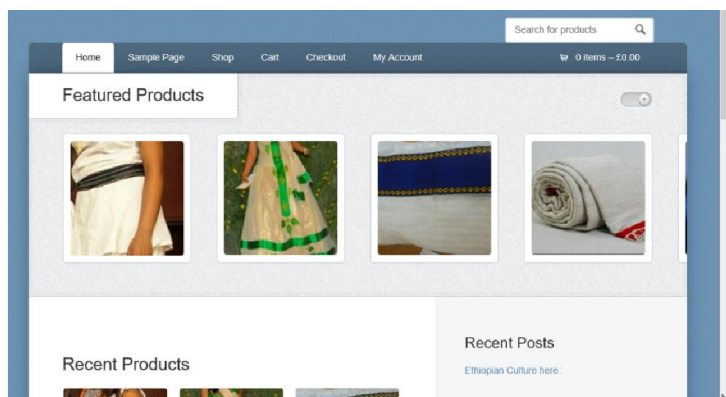 Search for products
Home Sample Page Shop Cart Checkout My Account 0 items – £0.00
Featured Products
Recent Posts
Ethiopian Culture here :
Recent Products